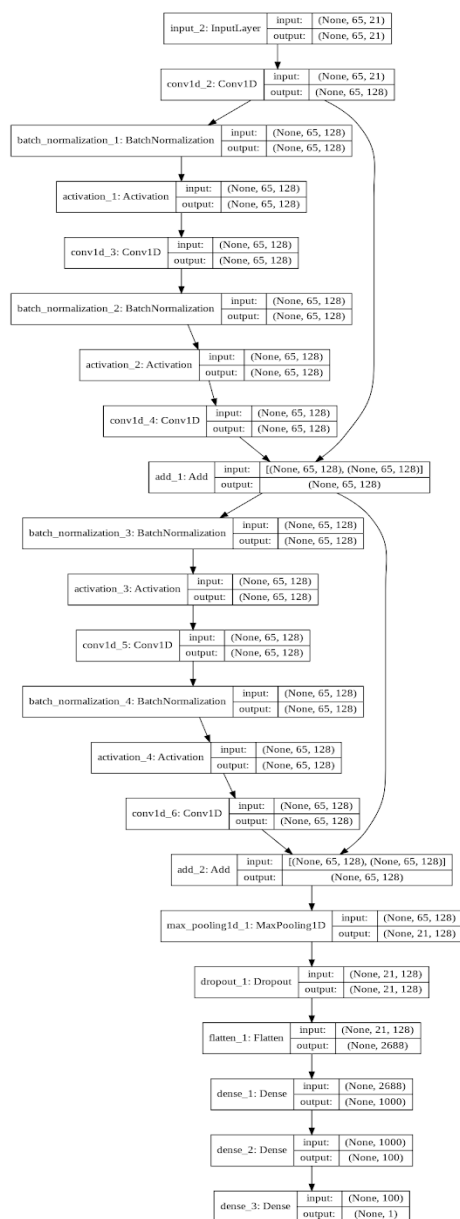 input_2: InputLayer input: (None, 65, 21)
output: (None, 65, 21)
conv1d_2: Conv1D input: (None, 65, 21)
output: (None, 65, 128)
batch_normalization_1: BatchNormalization input: (None, 65, 128)
output: (None, 65, 128)
activation_1: Activation input: (None, 65, 128)
output: (None, 65, 128)
conv1d_3: Conv1D input: (None, 65, 128)
output: (None, 65, 128)
batch_normalization_2: BatchNormalization input: (None, 65, 128)
output: (None, 65, 128)
activation_2: Activation input: (None, 65, 128)
output: (None, 65, 128)
conv1d_4: Conv1D input: (None, 65, 128)
output: (None, 65, 128)
add_1: Add input: [(None, 65, 128), (None, 65, 128)]
output: (None, 65, 128)
batch_normalization_3: BatchNormalization input: (None, 65, 128)
output: (None, 65, 128)
activation_3: Activation input: (None, 65, 128)
output: (None, 65, 128)
conv1d_5: Conv1D input: (None, 65, 128)
output: (None, 65, 128)
batch_normalization_4: BatchNormalization input: (None, 65, 128)
output: (None, 65, 128)
activation_4: Activation input: (None, 65, 128)
output: (None, 65, 128)
conv1d_6: Conv1D input: (None, 65, 128)
output: (None, 65, 128)
add_2: Add input: [(None, 65, 128), (None, 65, 128)]
output: (None, 65, 128)
max_pooling1d_1: MaxPooling1D input: (None, 65, 128)
output: (None, 21, 128)
dropout_1: Dropout input: (None, 21, 128)
output: (None, 21, 128)
flatten_1: Flatten input: (None, 21, 128)
output: (None, 2688)
dense_1: Dense input: (None, 2688)
output: (None, 1000)
dense_2: Dense input: (None, 1000)
output: (None, 100)
dense_3: Dense input: (None, 100)
output: (None, 1)